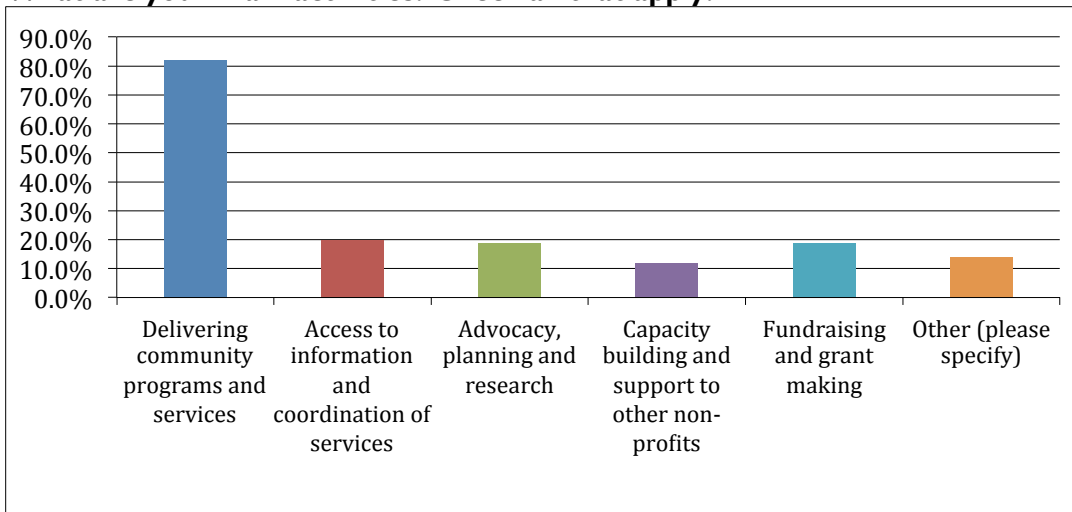 90.0%
80.0%
70.0%
60.0%
50.0%
40.0%
30.0%
20.0%
10.0%
0.0%
Delivering
community
programs and
services
Access to
information
and
coordination of
services
Advocacy,
planning and
research
Capacity
building and
support to
other non-
profits
Fundraising
and grant
making
Other (please
specify)